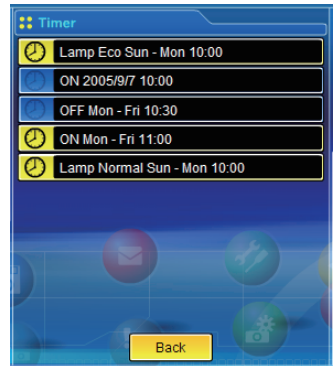 Timer
Lamp Eco Sun - Mon 10:00
ON 2005/9/7 10:00
OFF Mon - Fri 10:30
ON Mon - Fri 11:00
Lamp Normal Sun - Mon 10:00
Back